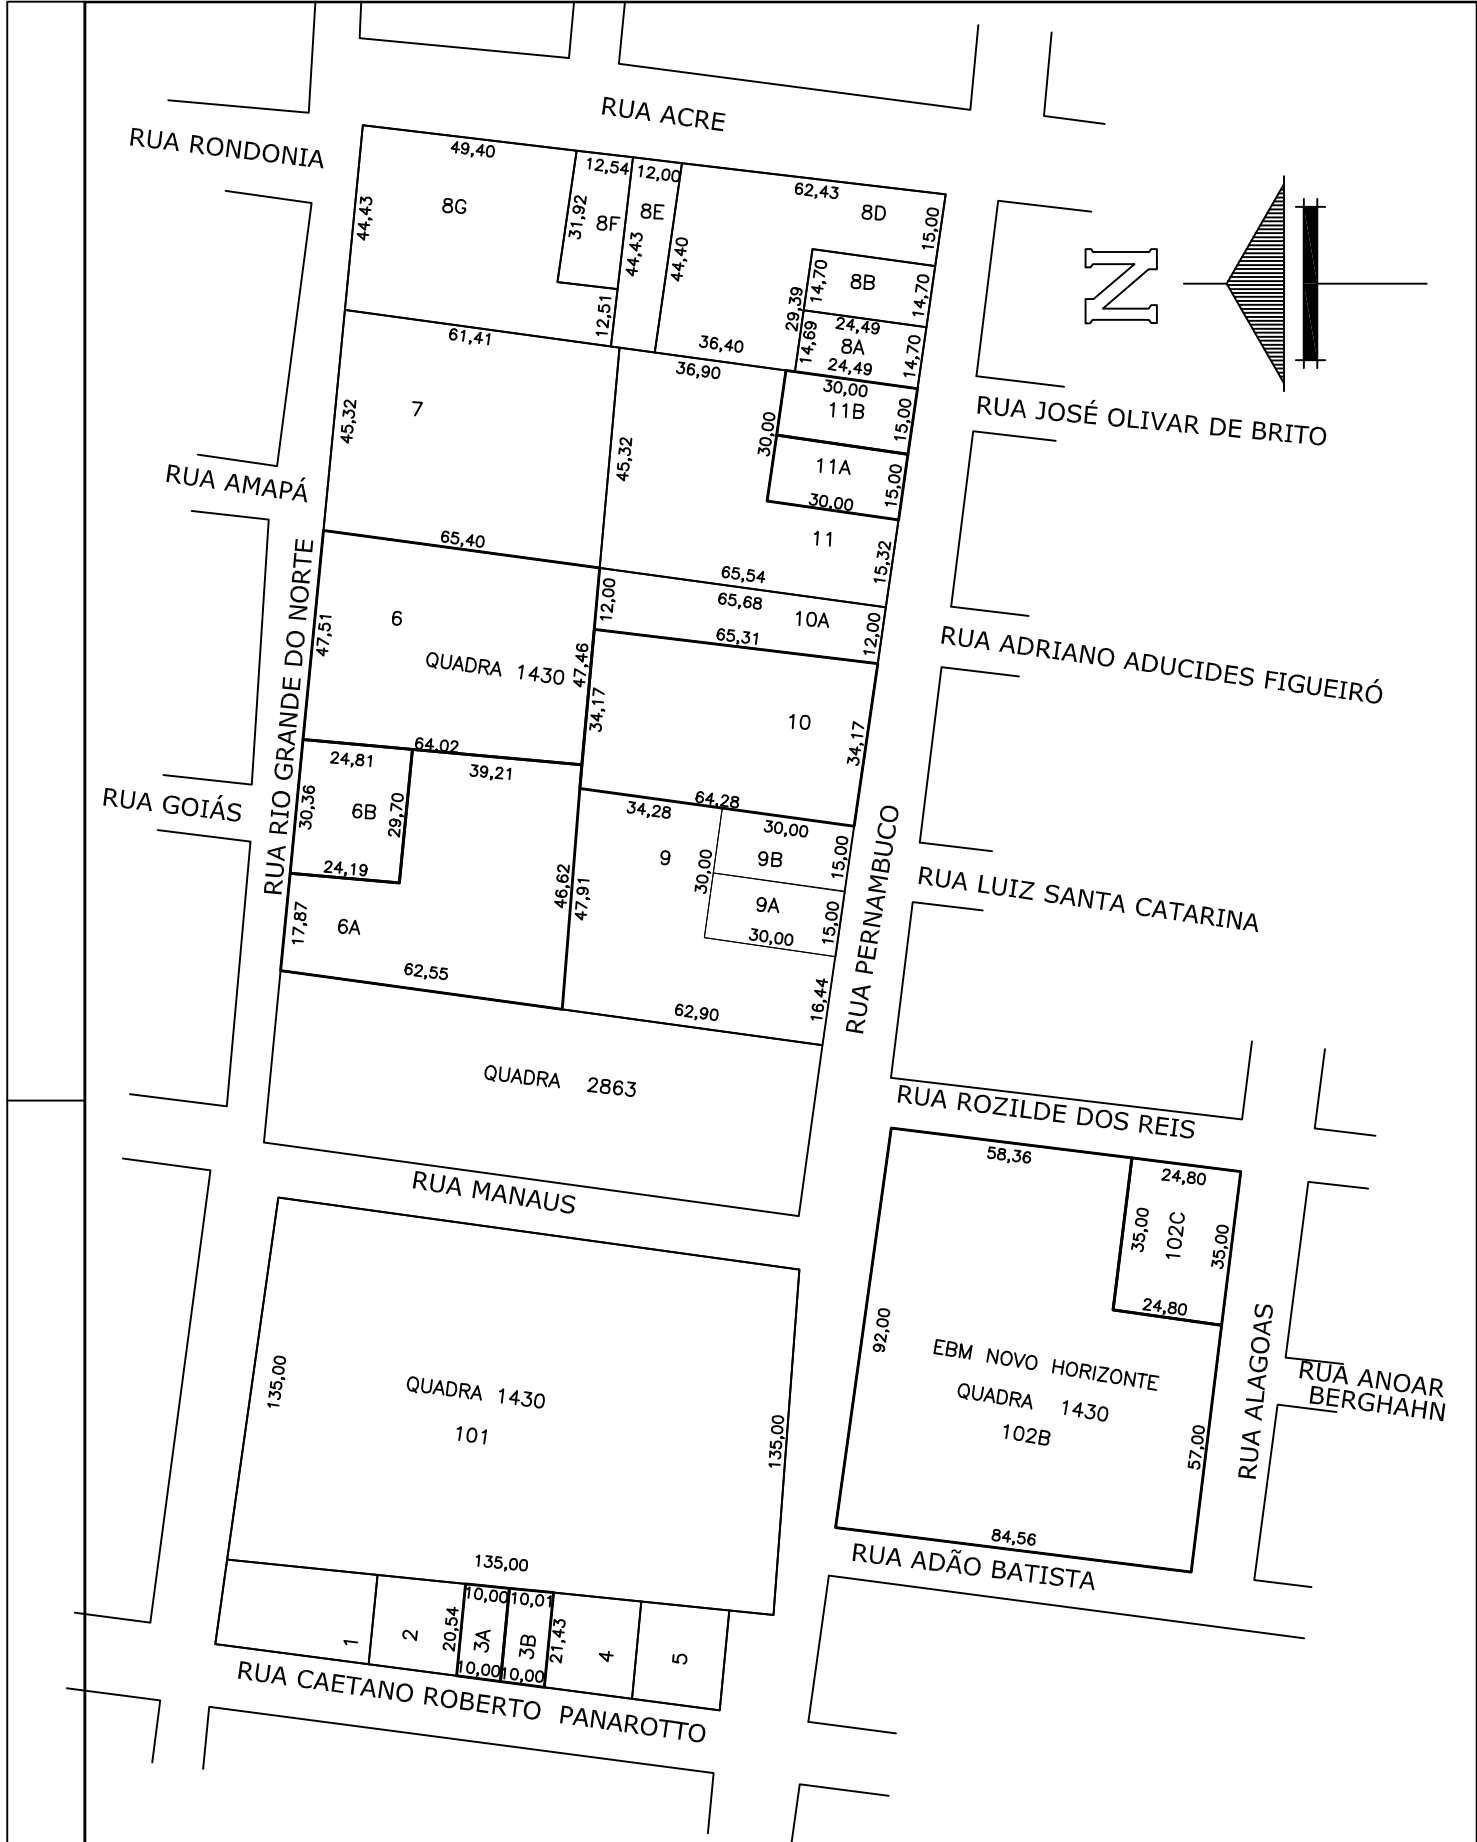 RUA ACRE
RUA RONDONIA
49,40
12,54
12,00
62,43
8G
8F
8E
8D
44,43
31,92
44,43
44,40
15,00
12,51
14,70
8B
14,70
29,39
24,49
14,69
8A
14,70
24,49
61,41
36,40
36,90
30,00
11B
15,00
RUA JOSÉ OLIVAR DE BRITO
7
45,32
45,32
30,00
11A
15,00
30,00
11
15,32
RUA AMAPÁ
65,40
65,54
65,68
10A
12,00
12,00
65,31
6
47,51
QUADRA 1430
47,46
34,17
10
34,17
RUA ADRIANO ADUCIDES FIGUEIRÓ
RUA RIO GRANDE DO NORTE
64,02
24,81
39,21
RUA GOIÁS
30,36
6B
29,70
24,19
64,28
34,28
30,00
9
30,00
9B
15,00
9A
15,00
30,00
46,62
47,91
RUA PERNAMBUCO
RUA LUIZ SANTA CATARINA
17,87
6A
62,55
62,90
16,44
QUADRA 2863
RUA ROZILDE DOS REIS
RUA MANAUS
58,36
24,80
35,00
102C
35,00
24,80
92,00
EBM NOVO HORIZONTE
QUADRA 1430
102B
57,00
84,56
RUA ALAGOAS
RUA ANOAR
BERGHAHN
135,00
QUADRA 1430
101
135,00
135,00
RUA ADÃO BATISTA
1
2
20,54
10,00
3A
10,00
10,01
3B
10,00
21,43
4
5
RUA CAETANO ROBERTO PANAROTTO
N